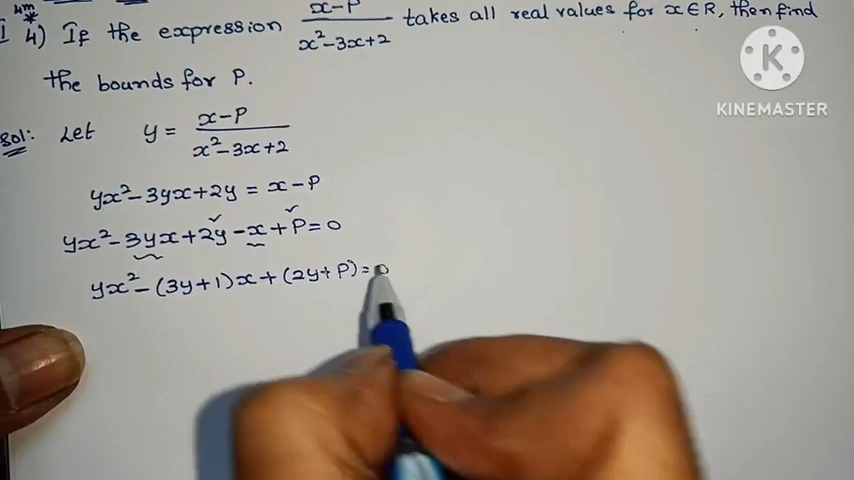 4m
*
4) If the expression x-P / x²-3x+2 takes all real values for x∈R, then find
the bounds for P.
Sol: Let y = x-P / x²-3x+2
yx²-3yx+2y = x-P
yx²-3yx+2y-x+P=0
yx²-(3y+1)x+(2y+P)=0
KINEMASTER